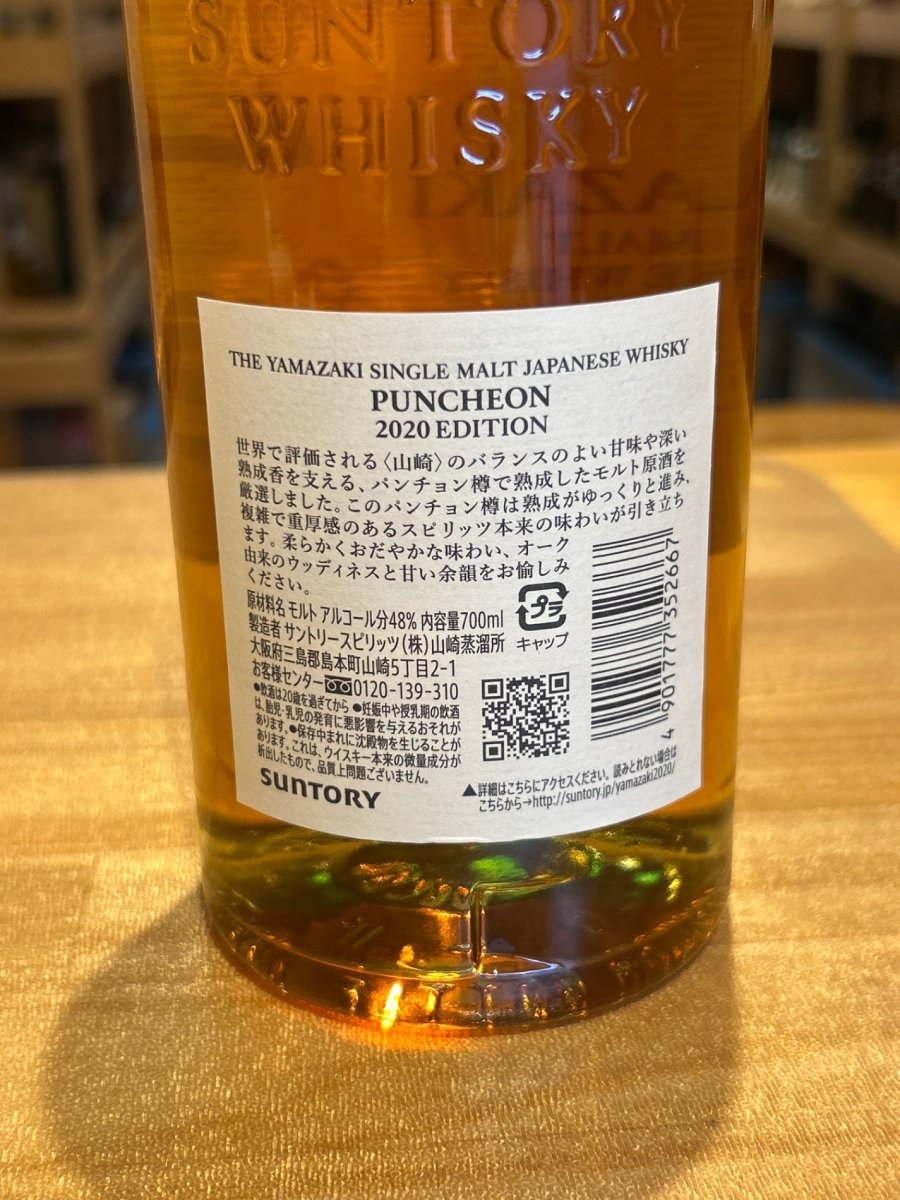 SUNTORY
WHISKY
THE YAMAZAKI SINGLE MALT JAPANESE WHISKY
PUNCHEON
2020 EDITION
世界で評価される〈山崎〉のバランスのよい甘味や深い
熟成香を支える、パンチョン樽で熟成したモルト原酒を
厳選しました。このパンチョン樽は熟成がゆっくりと進み、
複雑で重厚感のあるスピリッツ本来の味わいが引き立ち
ます。柔らかくおだやかな味わい、オーク
由来のウッディネスと甘い余韻をお愉しみ
ください。
原材料名 モルト アルコール分48% 内容量700ml
製造者 サントリースピリッツ(株)山崎蒸溜所
大阪府三島郡島本町山崎5丁目2-1
お客様センター0120-139-310
●飲酒は20歳を過ぎてから ●妊娠中や授乳期の飲酒
は、胎児・乳児の発育に悪影響を与えるおそれが
あります。●保存中まれに沈殿物を生じることが
あります。これは、ウイスキー本来の微量成分が
析出したもので、品質上問題ございません。
SUNTORY
プラ
キャップ
4 901777 352667
▲詳細はこちらにアクセスください。読みとれない場合は
こちらから→http://suntory.jp/yamazaki2020/